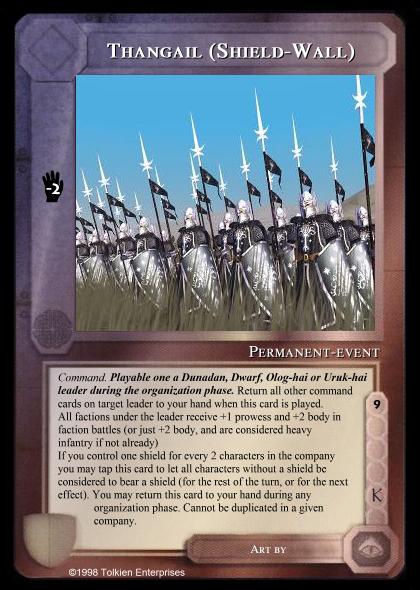 Thangail (Shield-Wall)
-2
Permanent-event
Command. Playable one a Dunadan, Dwarf, Olog-hai or Uruk-hai
leader during the organization phase. Return all other command
cards on target leader to your hand when this card is played.
All factions under the leader receive +1 prowess and +2 body in
faction battles (or just +2 body, and are considered heavy
infantry if not already)
If you control one shield for every 2 characters in the company
you may tap this card to let all characters without a shield be
considered to bear a shield (for the rest of the turn, or for the next
effect). You may return this card to your hand during any
organization phase. Cannot be duplicated in a given
company.
9
K
Art by
©1998 Tolkien Enterprises